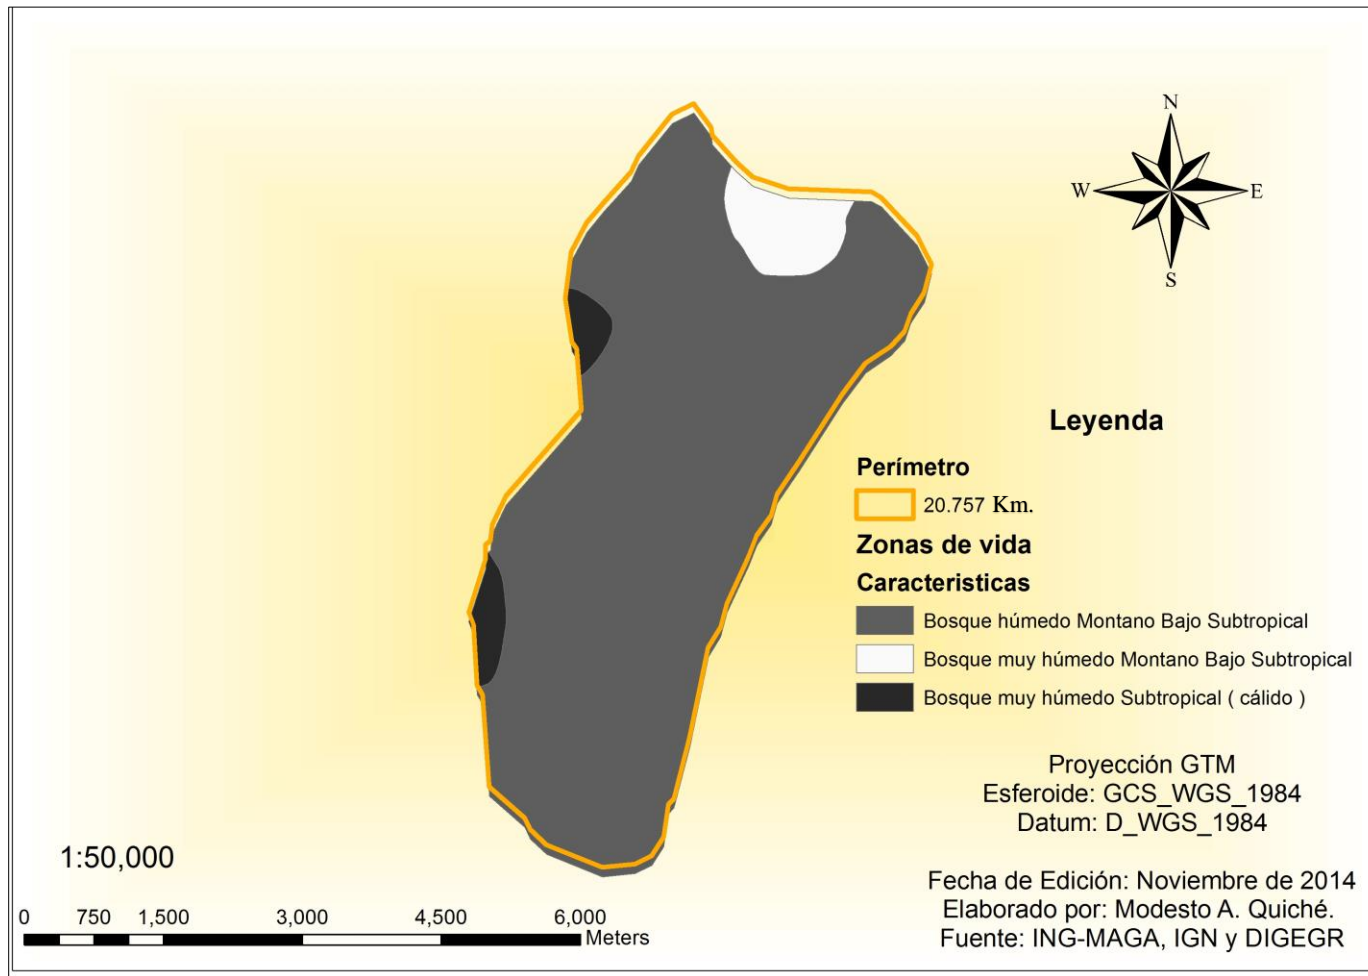 N
W E
S
Leyenda
Perímetro
20.757 Km.
Zonas de vida
Caracteristicas
Bosque húmedo Montano Bajo Subtropical
Bosque muy húmedo Montano Bajo Subtropical
Bosque muy húmedo Subtropical ( cálido )
Proyección GTM
Esferoide: GCS_WGS_1984
Datum: D_WGS_1984
1:50,000
0 750 1,500 3,000 4,500 6,000
Meters
Fecha de Edición: Noviembre de 2014
Elaborado por: Modesto A. Quiché.
Fuente: ING-MAGA, IGN y DIGEGR